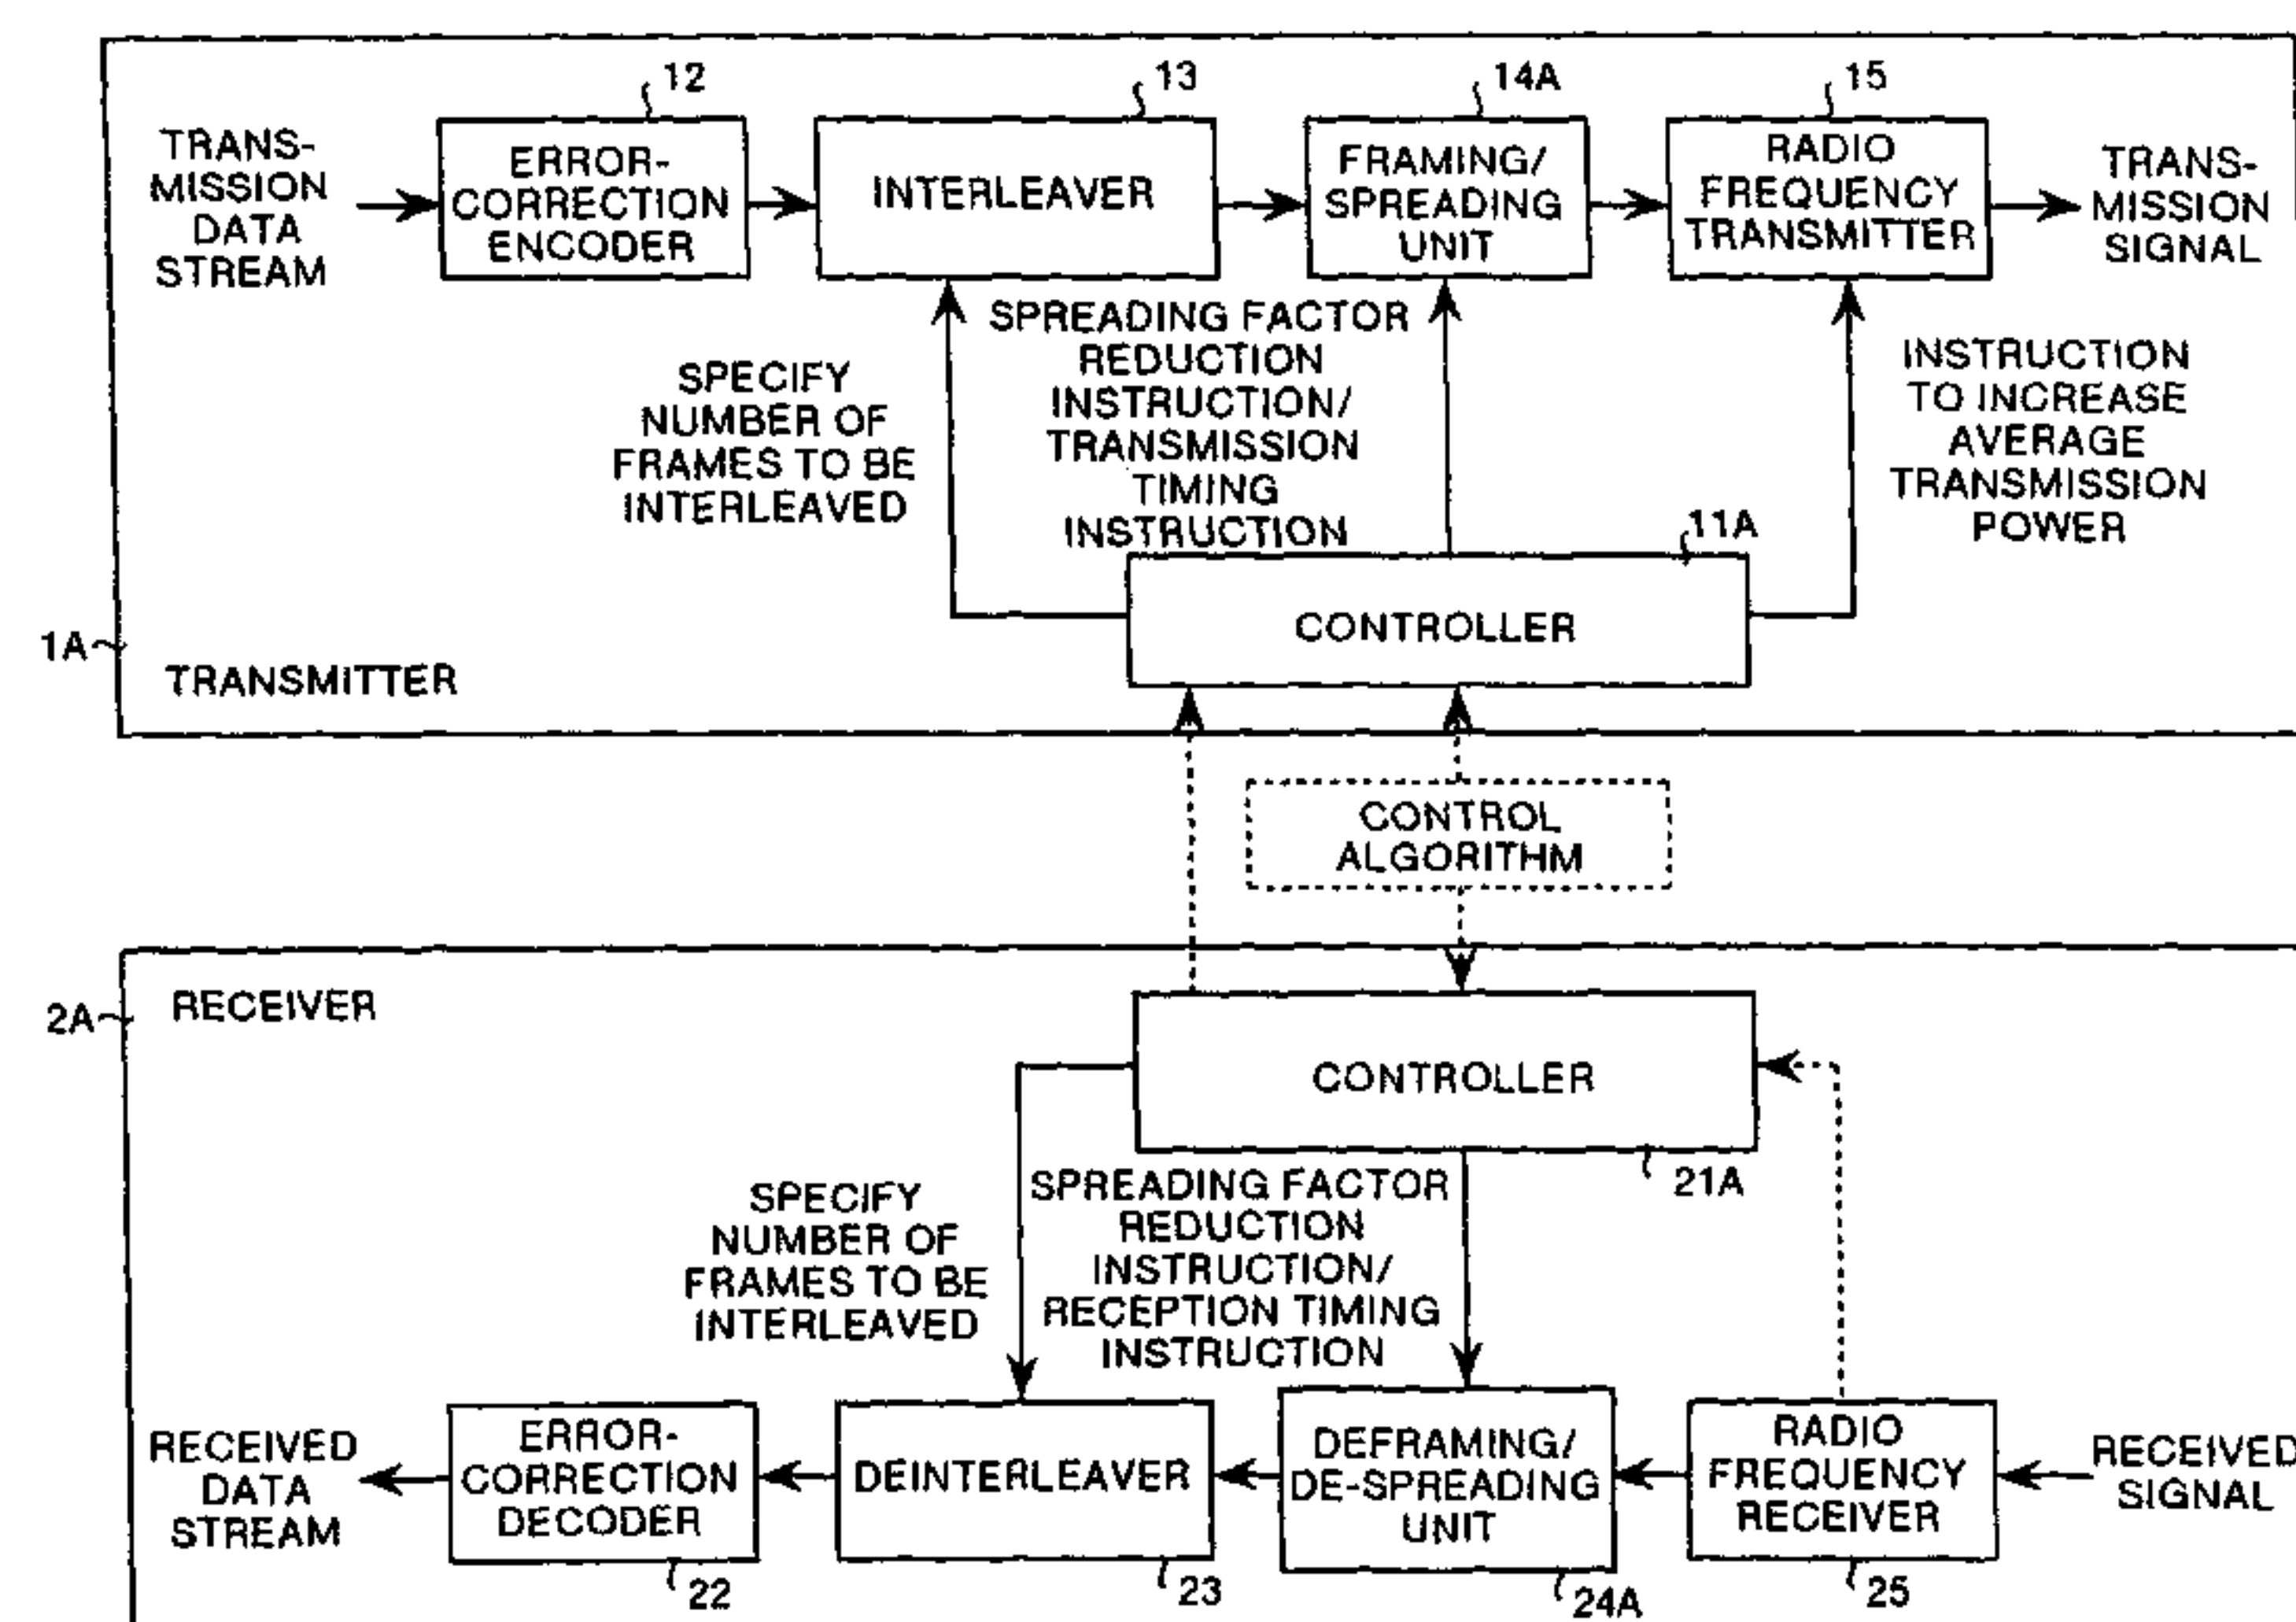 12
13
14A
15
TRANS-
MISSION
DATA
STREAM
ERROR-
CORRECTION
ENCODER
INTERLEAVER
FRAMING/
SPREADING
UNIT
RADIO
FREQUENCY
TRANSMITTER
TRANS-
MISSION
SIGNAL
SPECIFY
NUMBER OF
FRAMES TO BE
INTERLEAVED
SPREADING FACTOR
REDUCTION
INSTRUCTION/
TRANSMISSION
TIMING
INSTRUCTION
INSTRUCTION
TO INCREASE
AVERAGE
TRANSMISSION
POWER
11A
CONTROLLER
1A
TRANSMITTER
CONTROL
ALGORITHM
2A
RECEIVER
CONTROLLER
21A
SPECIFY
NUMBER OF
FRAMES TO BE
INTERLEAVED
SPREADING FACTOR
REDUCTION
INSTRUCTION/
RECEPTION TIMING
INSTRUCTION
RECEIVED
DATA
STREAM
ERROR-
CORRECTION
DECODER
DEINTERLEAVER
DEFRAMING/
DE-SPREADING
UNIT
RADIO
FREQUENCY
RECEIVER
RECEIVED
SIGNAL
22
23
24A
25